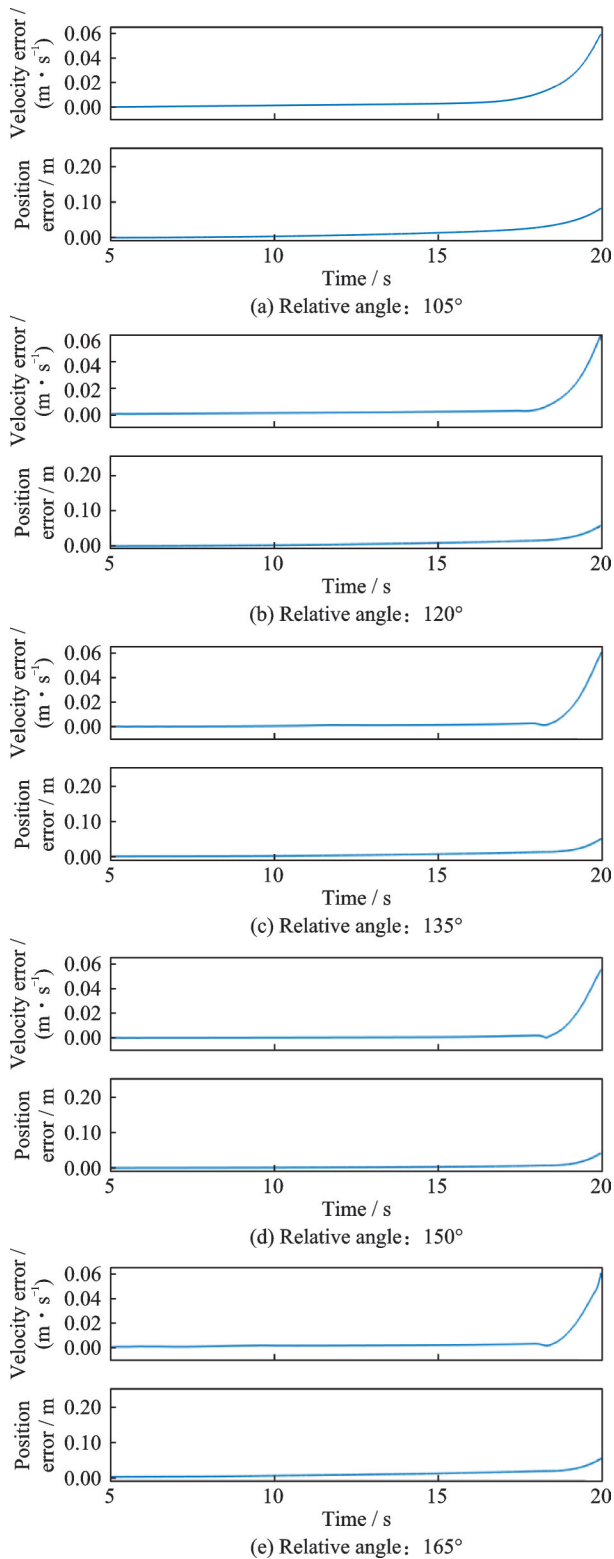 Velocity error /
(m · s⁻¹)
0.06
0.04
0.02
0.00
Position
error / m
0.20
0.10
0.00
5
10
15
20
Time / s
(a) Relative angle：105°
Velocity error /
(m · s⁻¹)
0.06
0.04
0.02
0.00
Position
error / m
0.20
0.10
0.00
5
10
15
20
Time / s
(b) Relative angle：120°
Velocity error /
(m · s⁻¹)
0.06
0.04
0.02
0.00
Position
error / m
0.20
0.10
0.00
5
10
15
20
Time / s
(c) Relative angle：135°
Velocity error /
(m · s⁻¹)
0.06
0.04
0.02
0.00
Position
error / m
0.20
0.10
0.00
5
10
15
20
Time / s
(d) Relative angle：150°
Velocity error /
(m · s⁻¹)
0.06
0.04
0.02
0.00
Position
error / m
0.20
0.10
0.00
5
10
15
20
Time / s
(e) Relative angle：165°